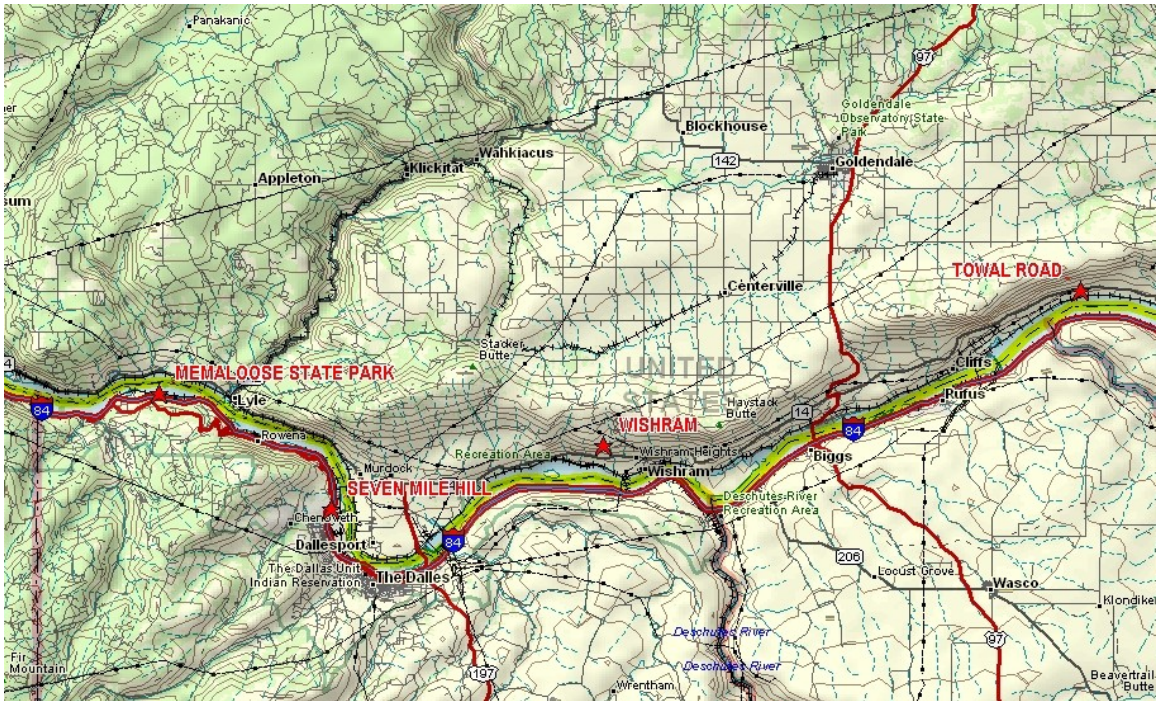 Panakanic
97
Goldendale
Observatory State
Park
Blockhouse
142
Wahkiacus
Goldendale
Klickitat
Appleton
sum
TOWAL ROAD
Centerville
Stacker
Butte
UNITED
Cliffs
MEMALOOSE STATE PARK
Lyle
84
Haystack
Butte
14
Rufus
84
WISHRAM
Rowena
Recreation Area
Wishram Heights
Biggs
Murdock
Wishram
SEVEN MILE HILL
Deschutes River
Recreation Area
Chenoweth
Dallesport
84
206
The Dallas Unit
Indian Reservation
The Dalles
Locust Grove
Wasco
Klondike
Deschutes River
97
Fir
Mountain
Deschutes River
197
Wrentham
Beavertrail
Butte